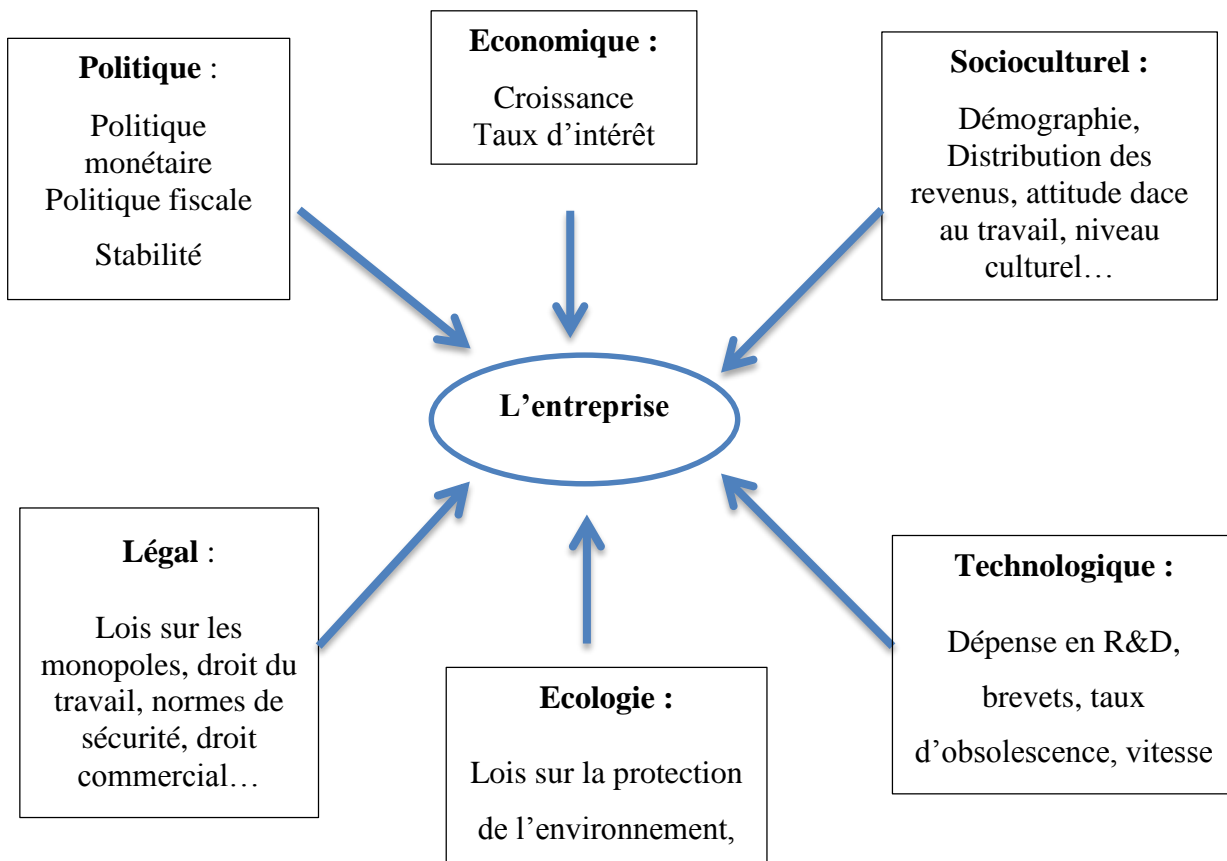 Politique :
Politique
monétaire
Politique fiscale
Stabilité
Economique :
Croissance
Taux d’intérêt
Socioculturel :
Démographie,
Distribution des
revenus, attitude dace
au travail, niveau
culturel…
L’entreprise
Légal :
Lois sur les
monopoles, droit du
travail, normes de
sécurité, droit
commercial…
Ecologie :
Lois sur la protection
de l’environnement,
Technologique :
Dépense en R&D,
brevets, taux
d’obsolescence, vitesse